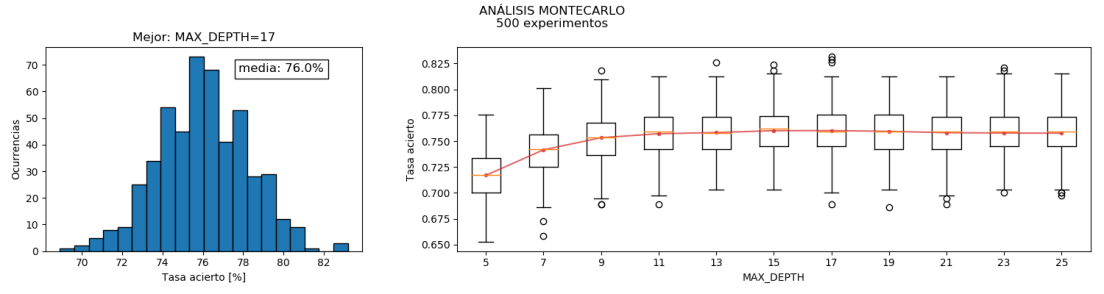 ANÁLISIS MONTECARLO
500 experimentos
Mejor: MAX_DEPTH=17
media: 76.0%
Ocurrencias
70
60
50
40
30
20
10
0
70 72 74 76 78 80 82
Tasa acierto [%]
Tasa acierto
0.825
0.800
0.775
0.750
0.725
0.700
0.675
0.650
5 7 9 11 13 15 17 19 21 23 25
MAX_DEPTH